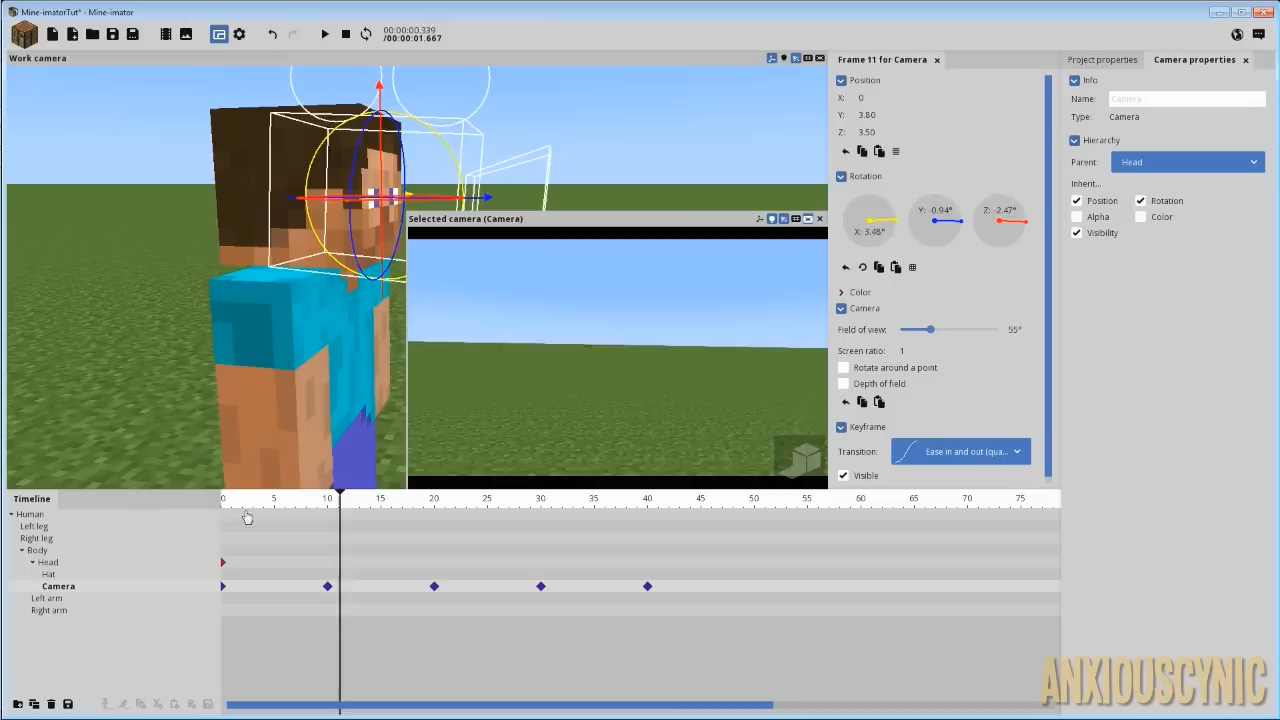 Mine-imatorTut* - Mine-imator
00:00:00.339
/00:00:01.667
Work camera
Selected camera (Camera)
Frame 11 for Camera
Position
X: 0
Y: 3.80
Z: 3.50
Rotation
X: 3.48°
Y: -0.94°
Z: -2.47°
Color
Camera
Field of view: 55°
Screen ratio: 1
Rotate around a point
Depth of field
Keyframe
Transition: Ease in and out (qua...
Visible
Project properties
Camera properties
Info
Name: Camera
Type: Camera
Hierarchy
Parent: Head
Inherit...
Position Rotation
Alpha Color
Visibility
Timeline
0 5 10 15 20 25 30 35 40 45 50 55 60 65 70 75
Human
Left leg
Right leg
Body
Head
Hat
Camera
Left arm
Right arm
ANXIOUSCYNIC